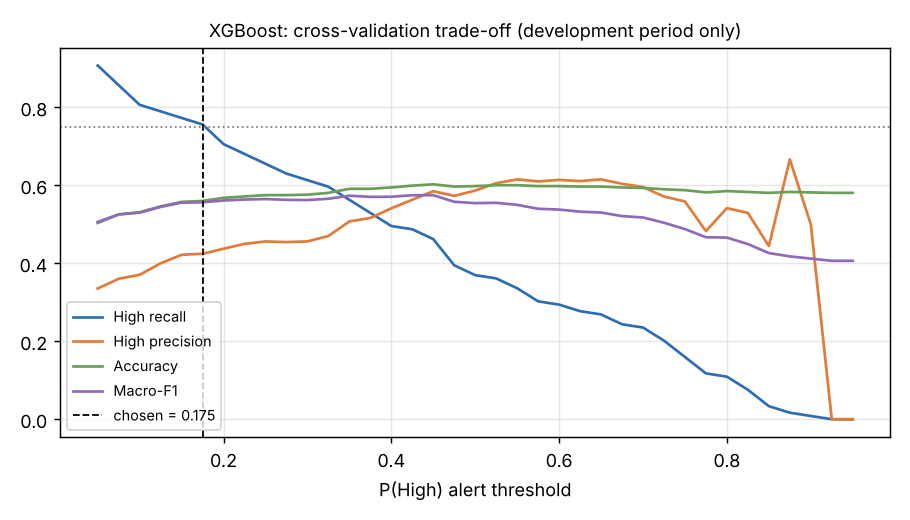 XGBoost: cross-validation trade-off (development period only)
0.8
0.6
0.4
0.2
0.0
High recall
High precision
Accuracy
Macro-F1
chosen = 0.175
0.2 0.4 0.6 0.8
P(High) alert threshold